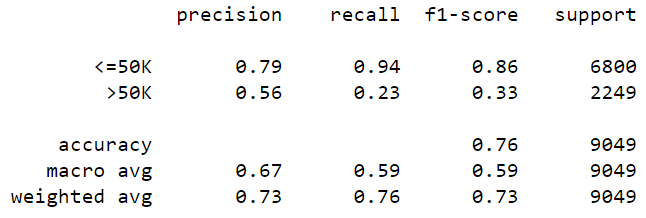 precision recall f1-score support
<=50K 0.79 0.94 0.86 6800
>50K 0.56 0.23 0.33 2249
accuracy 0.76 9049
macro avg 0.67 0.59 0.59 9049
weighted avg 0.73 0.76 0.73 9049